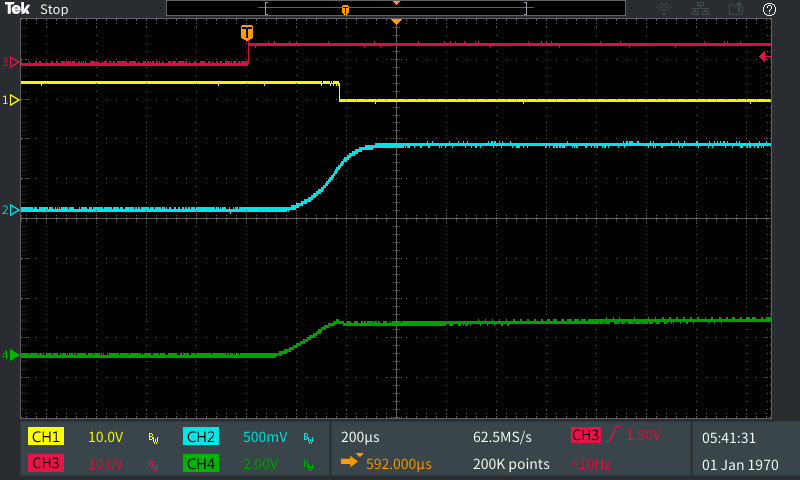 Tek Stop
T
T
3
1
2
4
CH1 10.0V BW CH2 500mV BW 200µs 62.5MS/s CH3 1.50V 05:41:31
CH3 10.0V BW CH4 2.00V BW 592.000µs 200K points <10Hz 01 Jan 1970